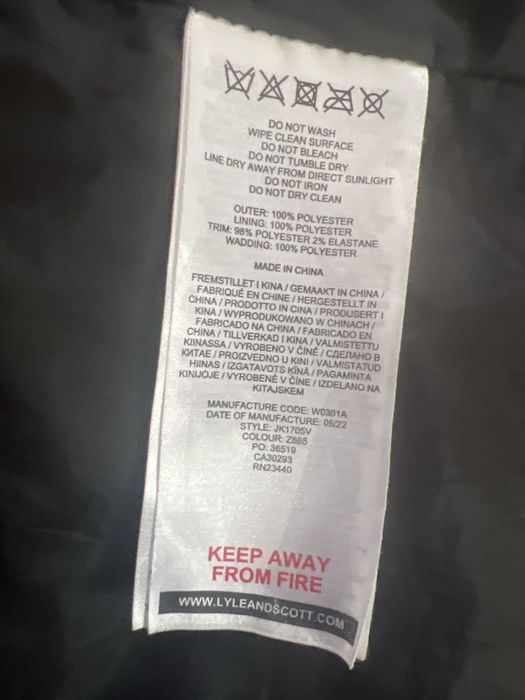 DO NOT WASH
WIPE CLEAN SURFACE
DO NOT BLEACH
DO NOT TUMBLE DRY
LINE DRY AWAY FROM DIRECT SUNLIGHT
DO NOT IRON
DO NOT DRY CLEAN
OUTER: 100% POLYESTER
LINING: 100% POLYESTER
TRIM: 98% POLYESTER 2% ELASTANE
WADDING: 100% POLYESTER
MADE IN CHINA
FREMSTILLET I KINA / GEMAAKT IN CHINA /
FABRIQUÉ EN CHINE / HERGESTELLT IN
CHINA / PRODOTTO IN CINA / PRODUSERT I
KINA / WYPRODUKOWANO W CHINACH /
FABRICADO NA CHINA / FABRICADO EN
CHINA / TILLVERKAD I KINA / VALMISTETTU
KIINASSA / VYROBENO V ČÍNĚ / СДЕЛАНО В
КИТАЕ / PROIZVEDNO U KINI / VALMISTATUD
HIINAS / IZGATAVOTS ĶĪNĀ / PAGAMINTA
KINIJOJE / VYROBENÉ V ČÍNE / IZDELANO NA
KITAJSKEM
MANUFACTURE CODE: W0301A
DATE OF MANUFACTURE: 05/22
STYLE: JK1705V
COLOUR: Z865
PO: 36519
CA30293
RN23440
KEEP AWAY
FROM FIRE
WWW.LYLEANDSCOTT.COM